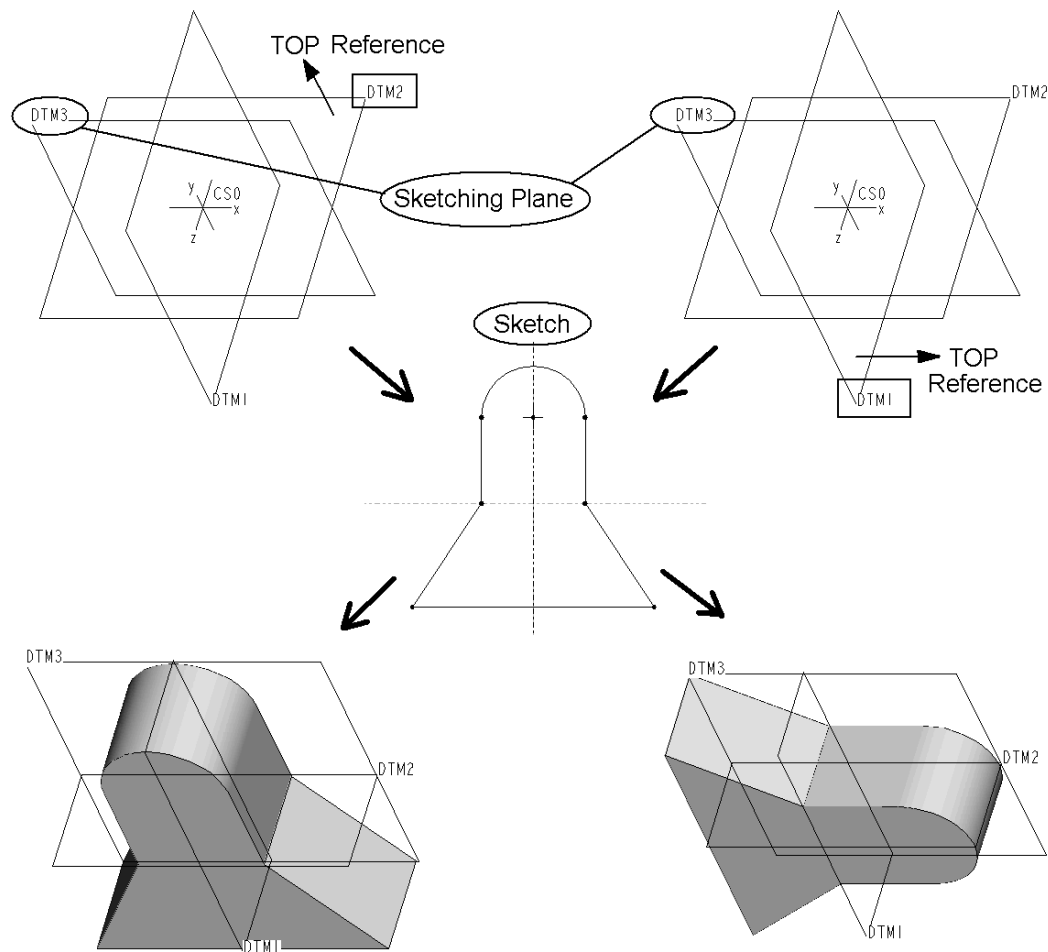 TOP Reference
DTM2
DTM3
y
CS0
x
z
DTM1
Sketching Plane
DTM2
DTM3
y
CS0
x
z
TOP
Reference
DTM1
Sketch
DTM3
DTM2
DTM1
DTM3
DTM2
DTM1